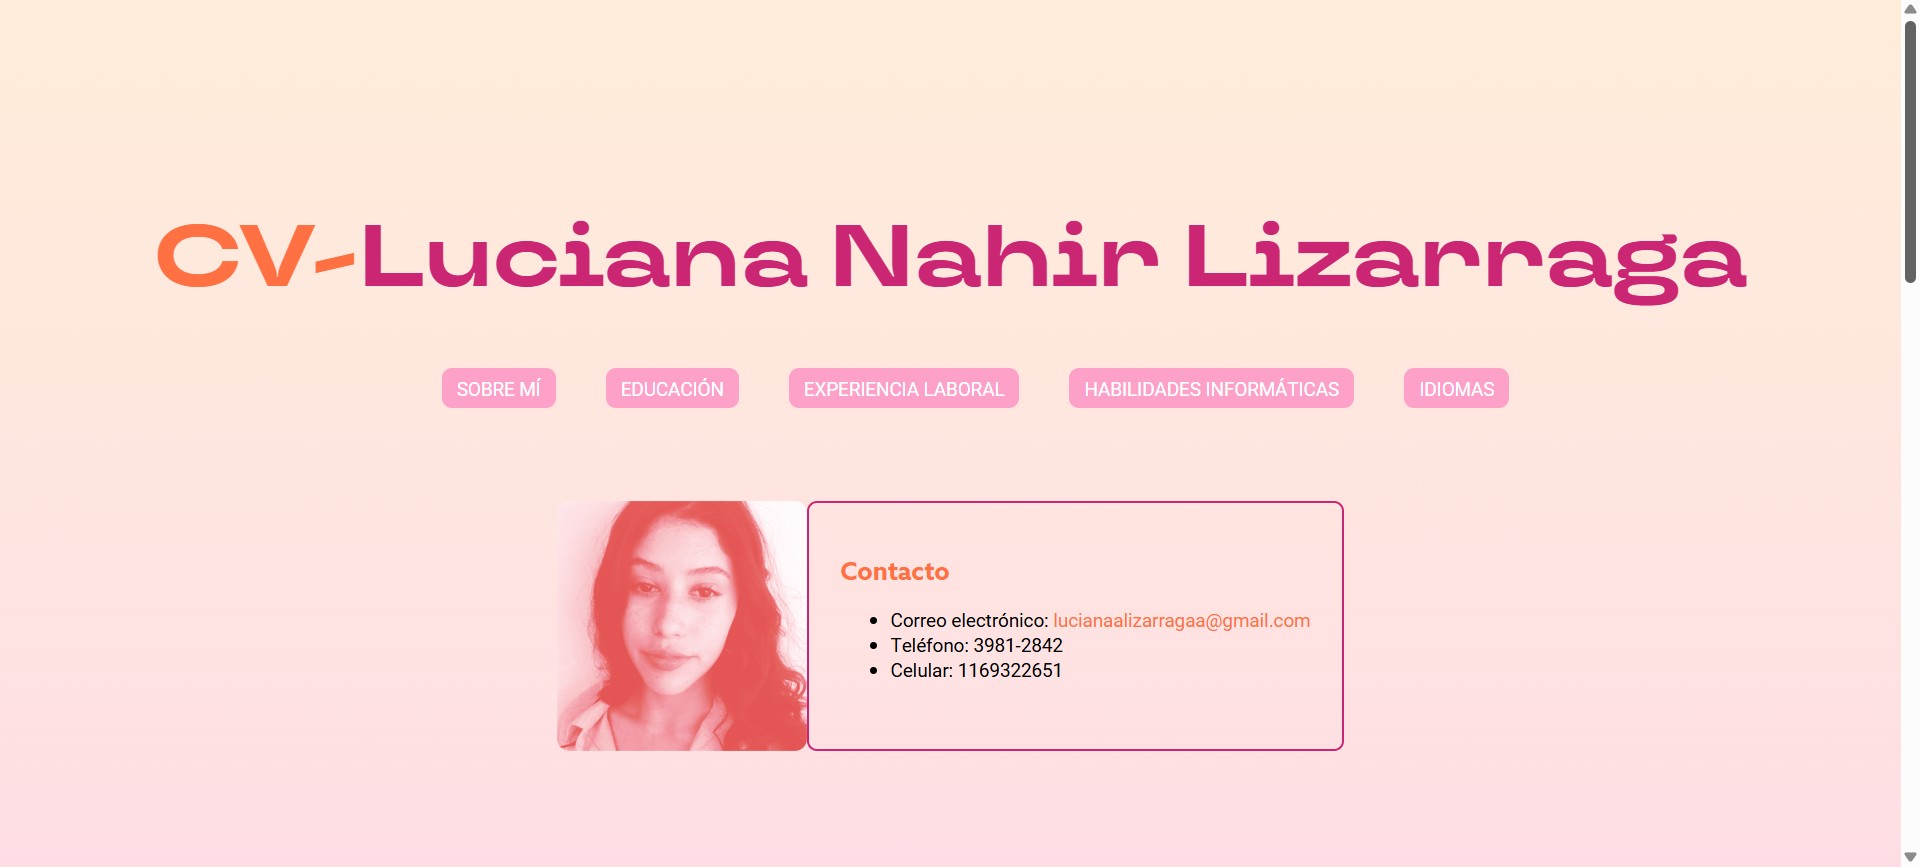 CV-Luciana Nahir Lizarraga
SOBRE MÍ
EDUCACIÓN
EXPERIENCIA LABORAL
HABILIDADES INFORMÁTICAS
IDIOMAS
Contacto
Correo electrónico: lucianaalizarragaa@gmail.com
Teléfono: 3981-2842
Celular: 1169322651